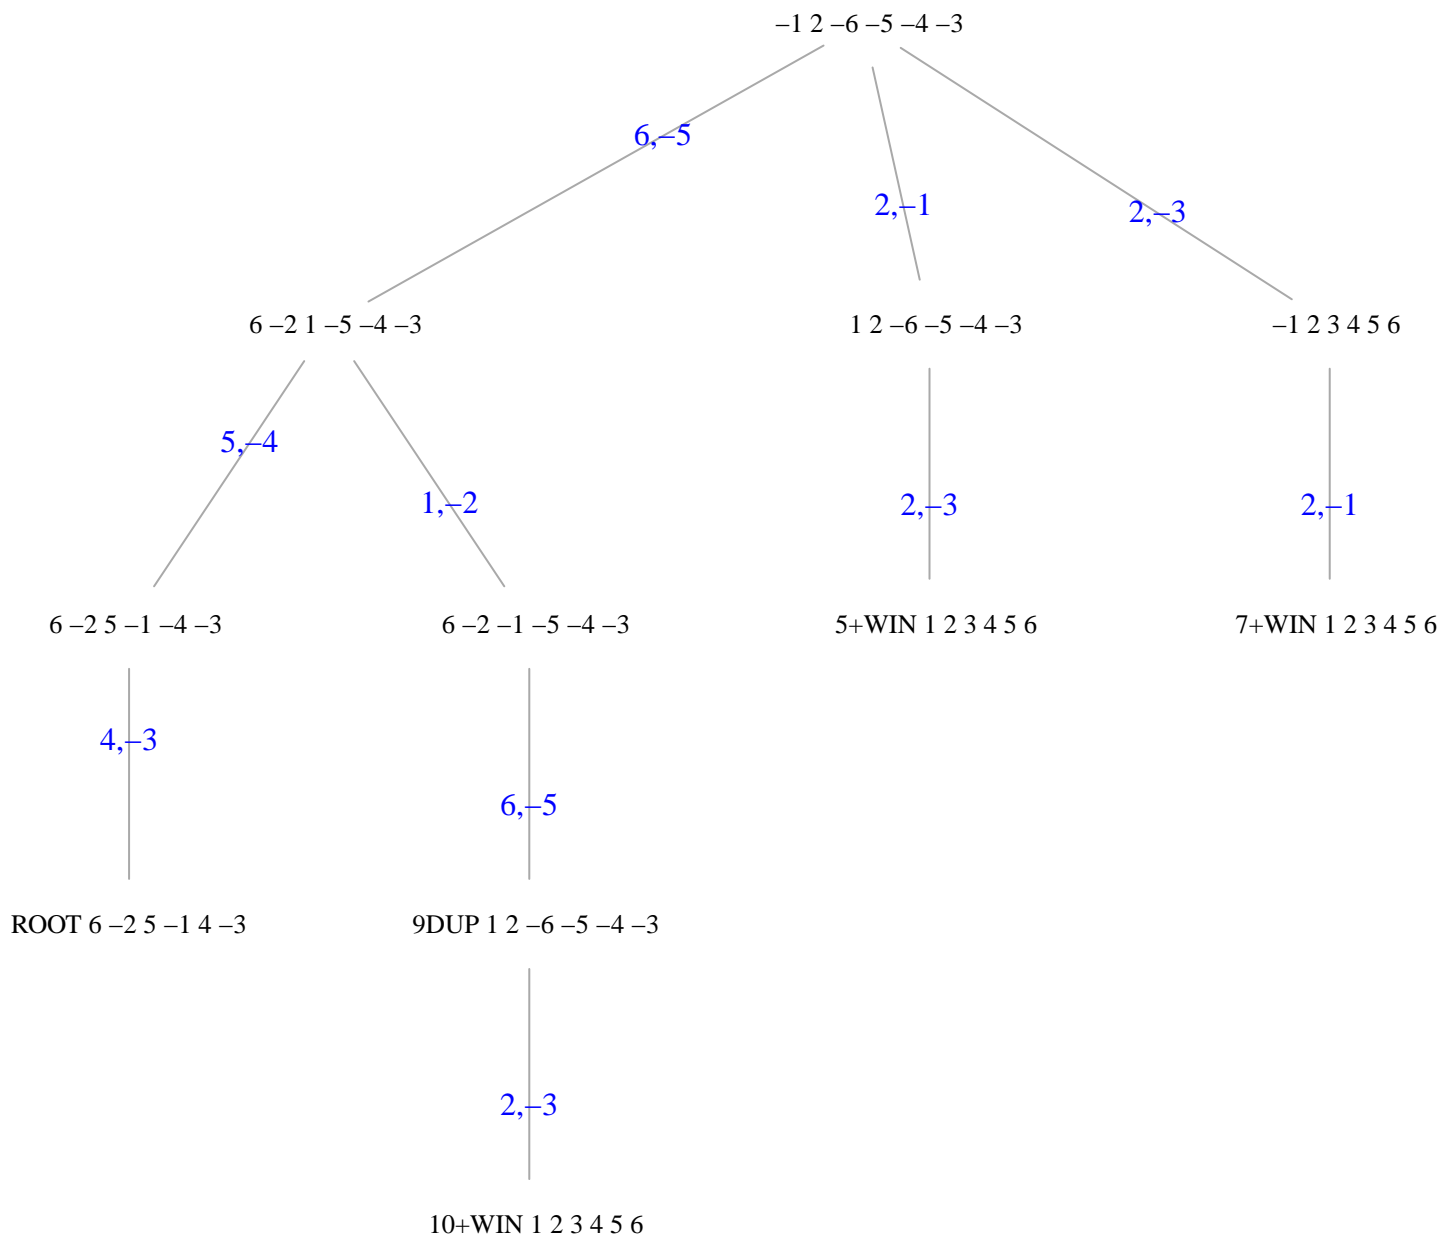 –1 2 –6 –5 –4 –3
6,–5
2,–1
2,–3
6 –2 1 –5 –4 –3
1 2 –6 –5 –4 –3
–1 2 3 4 5 6
5,–4
1,–2
2,–3
2,–1
6 –2 5 –1 –4 –3
6 –2 –1 –5 –4 –3
5+WIN 1 2 3 4 5 6
7+WIN 1 2 3 4 5 6
4,–3
6,–5
ROOT 6 –2 5 –1 4 –3
9DUP 1 2 –6 –5 –4 –3
2,–3
10+WIN 1 2 3 4 5 6